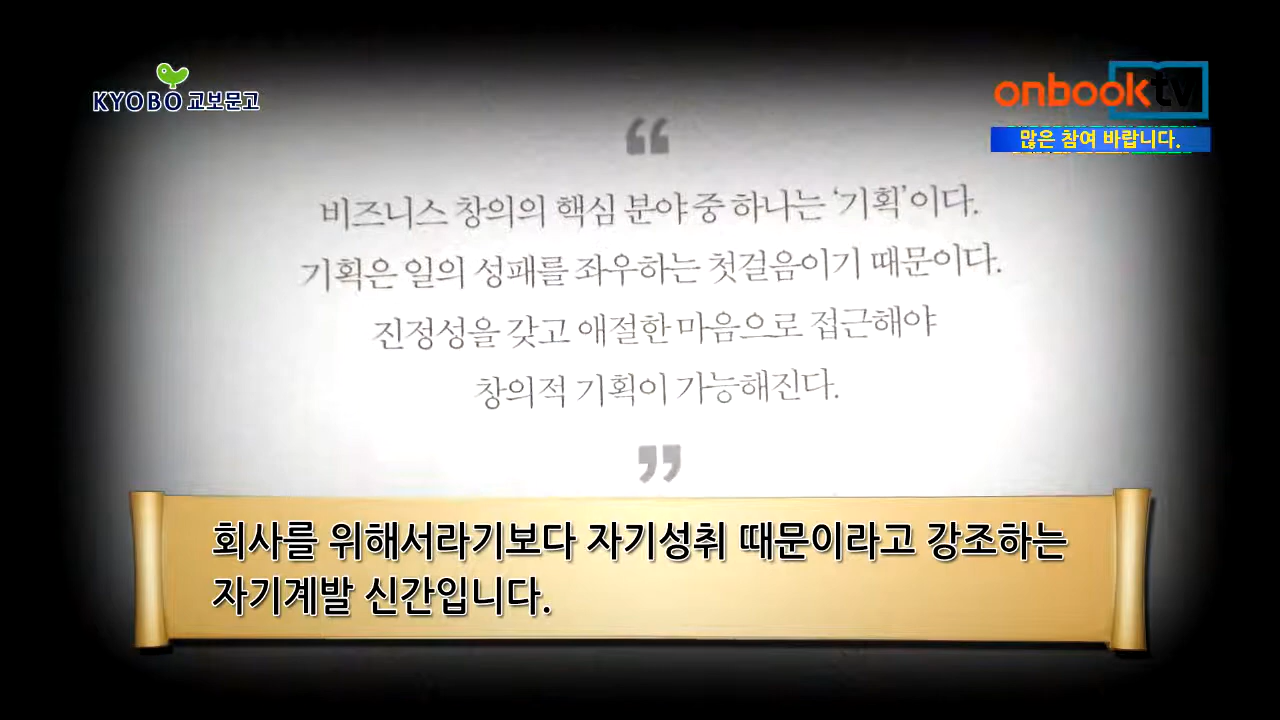 KYOBO 교보문고
onbooktv
많은 참여 바랍니다.
“
비즈니스 창의의 핵심 분야 중 하나는 ‘기획’이다.
기획은 일의 성패를 좌우하는 첫걸음이기 때문이다.
진정성을 갖고 애절한 마음으로 접근해야
창의적 기획이 가능해진다.
”
회사를 위해서라기보다 자기성취 때문이라고 강조하는
자기계발 신간입니다.